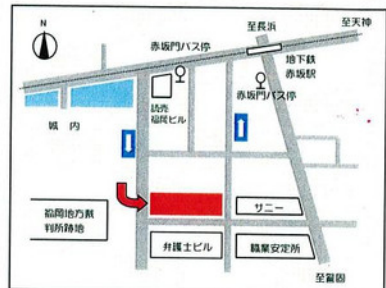 N
至長浜
至天神
赤坂門バス停
地下鉄
赤坂駅
赤坂門バス停
読売
福岡ビル
城内
福岡地方裁
判所跡地
サニー
弁護士ビル
職業安定所
至警固